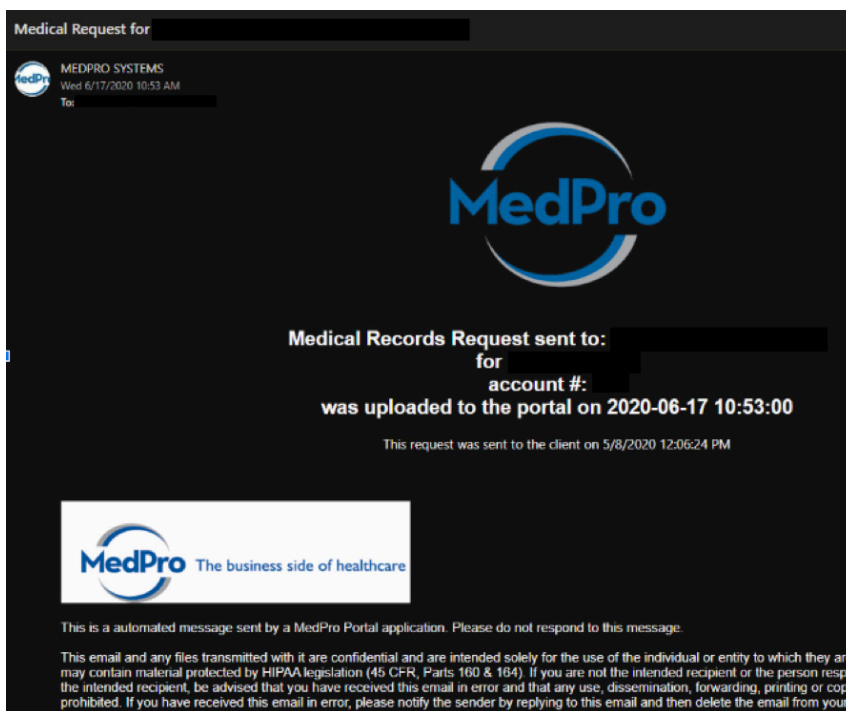 Medical Request for
MedPro
MEDPRO SYSTEMS
Wed 6/17/2020 10:53 AM
To:
MedPro
Medical Records Request sent to:
for
account #:
was uploaded to the portal on 2020-06-17 10:53:00
This request was sent to the client on 5/8/2020 12:06:24 PM
MedPro The business side of healthcare
This is a automated message sent by a MedPro Portal application. Please do not respond to this message.
This email and any files transmitted with it are confidential and are intended solely for the use of the individual or entity to which they
may contain material protected by HIPAA legislation (45 CFR, Parts 160 & 164). If you are not the intended recipient or the person
the intended recipient, be advised that you have received this email in error and that any use, dissemination, forwarding, printing or
prohibited. If you have received this email in error, please notify the sender by replying to this email and then delete the email from your